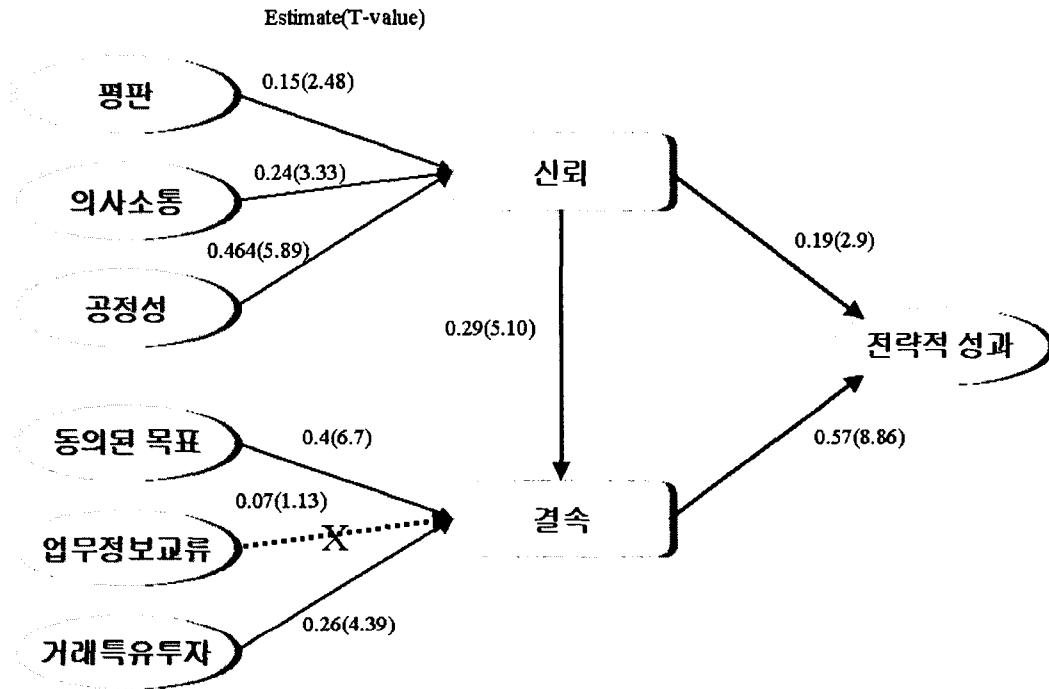 Estimate(T-value)
평판
0.15(2.48)
의사소통
0.24(3.33)
공정성
0.464(5.89)
신뢰
0.19(2.9)
0.29(5.10)
전략적 성과
동의된 목표
0.4(6.7)
0.07(1.13)
X
업무정보교류
결속
0.57(8.86)
거래특유투자
0.26(4.39)